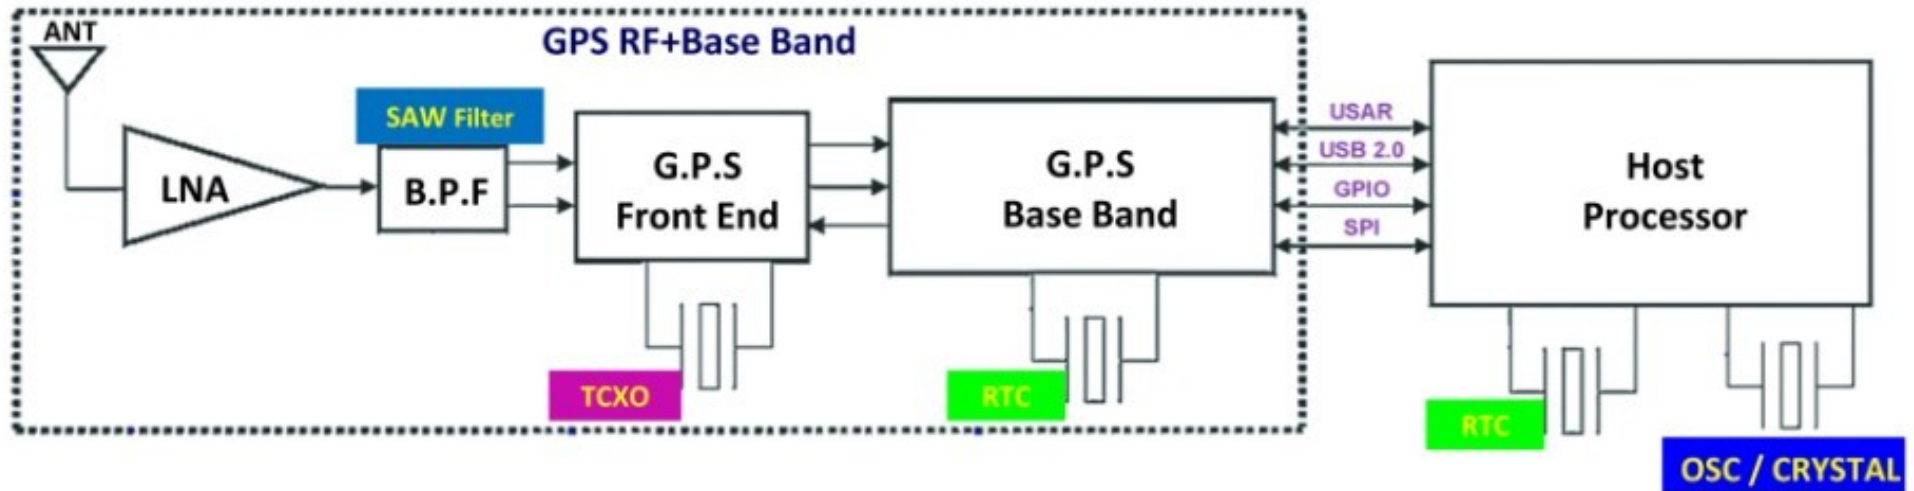 ANT
GPS RF+Base Band
SAW Filter
LNA
B.P.F
G.P.S
Front End
G.P.S
Base Band
USAR
USB 2.0
GPIO
SPI
Host
Processor
TCXO
RTC
RTC
OSC / CRYSTAL